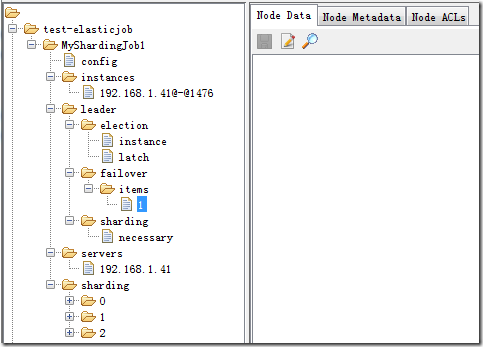 Node Data Node Metadata Node ACLs
test-elasticjob
MyShardingJob1
config
instances
192.168.1.41@-@1476
leader
election
instance
latch
failover
items
1
sharding
necessary
servers
192.168.1.41
sharding
0
1
2